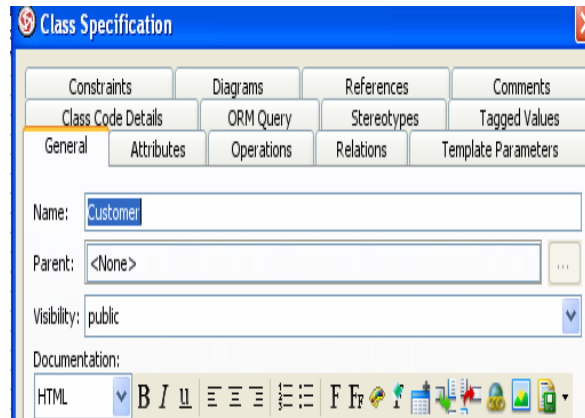 Class Specification
Constraints Diagrams References Comments
Class Code Details ORM Query Stereotypes Tagged Values
General Attributes Operations Relations Template Parameters
Name: Customer
Parent: <None> ...
Visibility: public
Documentation:
HTML B I u F FF